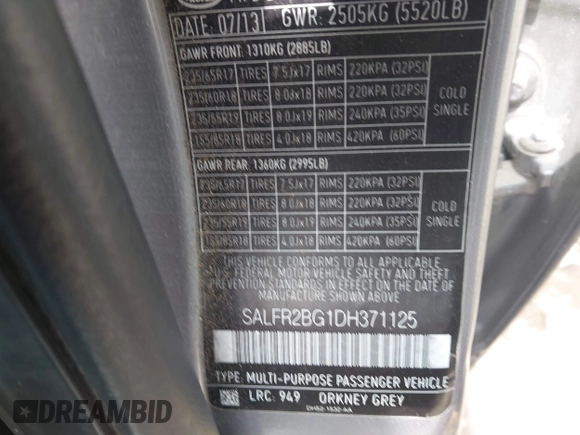 DATE: 07/13 GWR: 2505KG (5520LB)
GAWR FRONT: 1310KG (2885LB)
235/65R17 TIRES 7.5Jx17 RIMS 220KPA (32PSI)
235/60R18 TIRES 8.0Jx18 RIMS 220KPA (32PSI)
235/55R19 TIRES 8.0Jx19 RIMS 240KPA (35PSI)
155/85R18 TIRES 4.0Jx18 RIMS 420KPA (60PSI)
COLD
SINGLE
GAWR REAR: 1360KG (2995LB)
235/65R17 TIRES 7.5Jx17 RIMS 220KPA (32PSI)
235/60R18 TIRES 8.0Jx18 RIMS 220KPA (32PSI)
235/55R19 TIRES 8.0Jx19 RIMS 240KPA (35PSI)
155/85R18 TIRES 4.0Jx18 RIMS 420KPA (60PSI)
COLD
SINGLE
THIS VEHICLE CONFORMS TO ALL APPLICABLE
U.S. FEDERAL MOTOR VEHICLE SAFETY AND THEFT
PREVENTION STANDARDS IN EFFECT ON THE DATE
OF MANUFACTURE SHOWN ABOVE
SALFR2BG1DH371125
TYPE: MULTI-PURPOSE PASSENGER VEHICLE
LRC: 949 ORKNEY GREY
DREAMBID